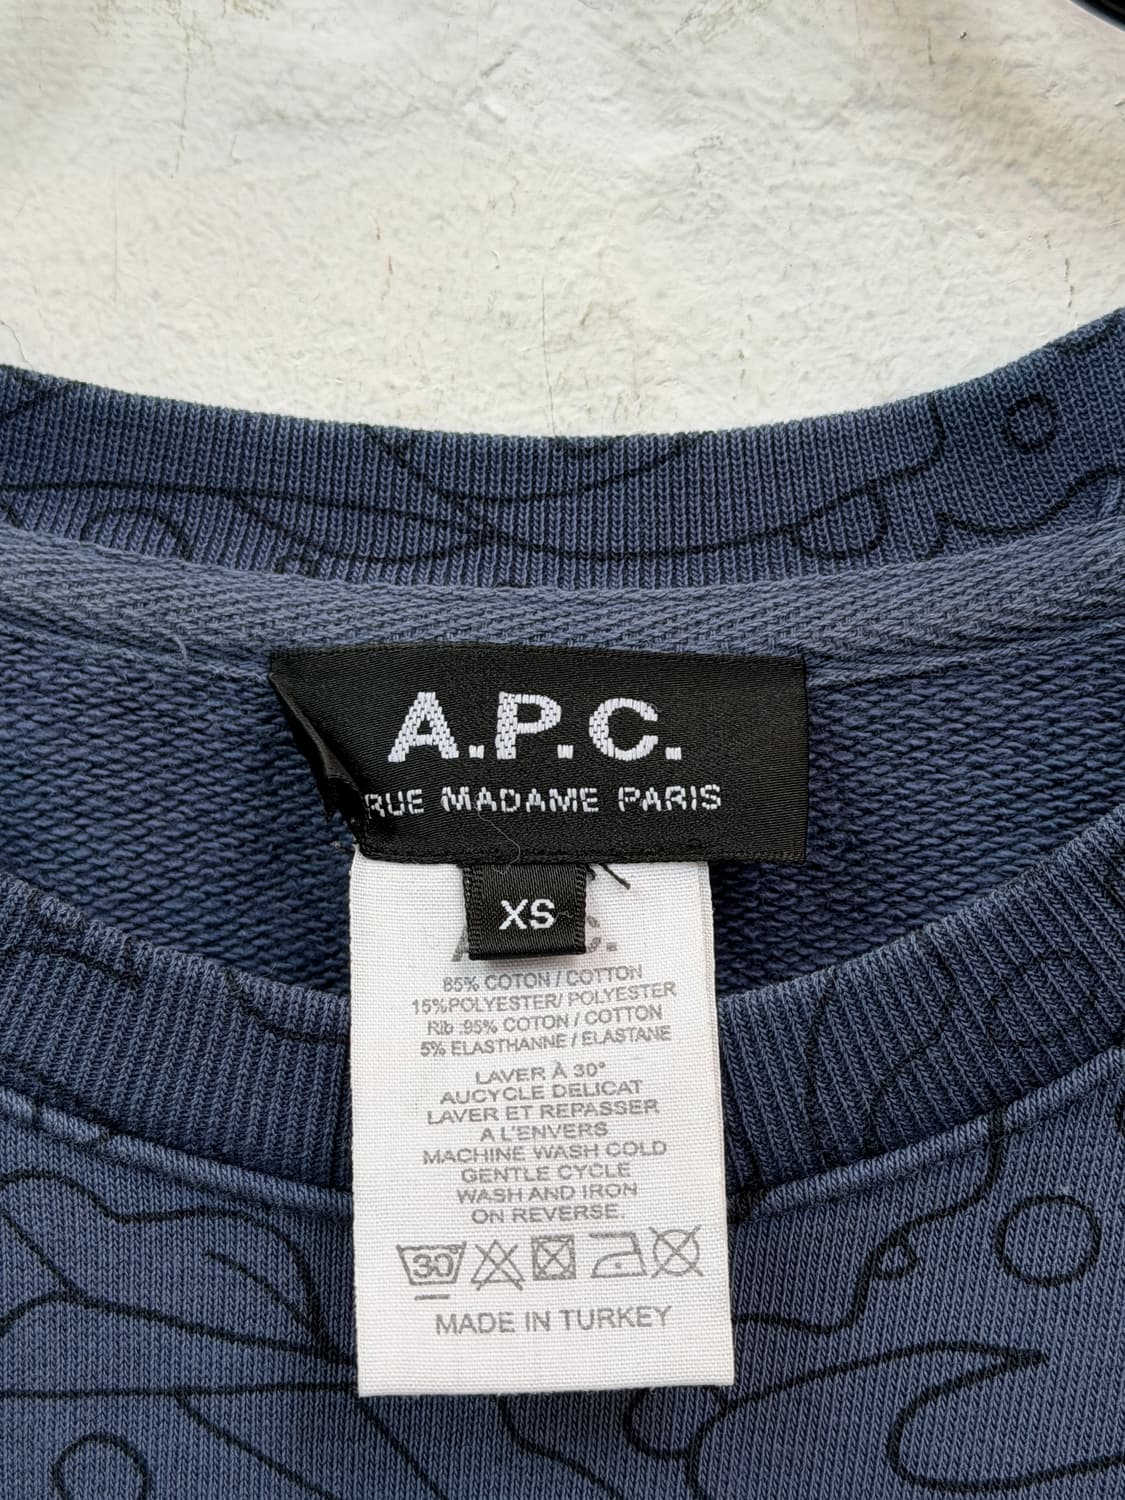 A.P.C.
RUE MADAME PARIS
XS
85% COTON / COTTON
15%POLYESTER/ POLYESTER
Rib :95% COTON / COTTON
5% ELASTHANNE / ELASTANE
LAVER À 30°
AUCYCLE DELICAT
LAVER ET REPASSER
A L'ENVERS
MACHINE WASH COLD
GENTLE CYCLE
WASH AND IRON
ON REVERSE.
30°
MADE IN TURKEY